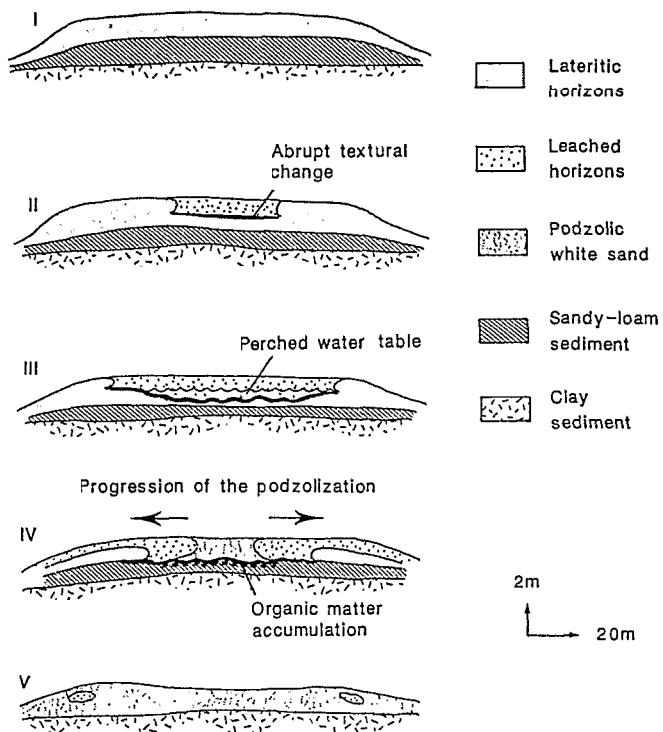 I
Abrupt textural
change
II
Perched water table
III
Progression of the podzolization
IV
Organic matter
accumulation
V
Lateritic
horizons
Leached
horizons
Podzolic
white sand
Sandy-loam
sediment
Clay
sediment
2m
20m